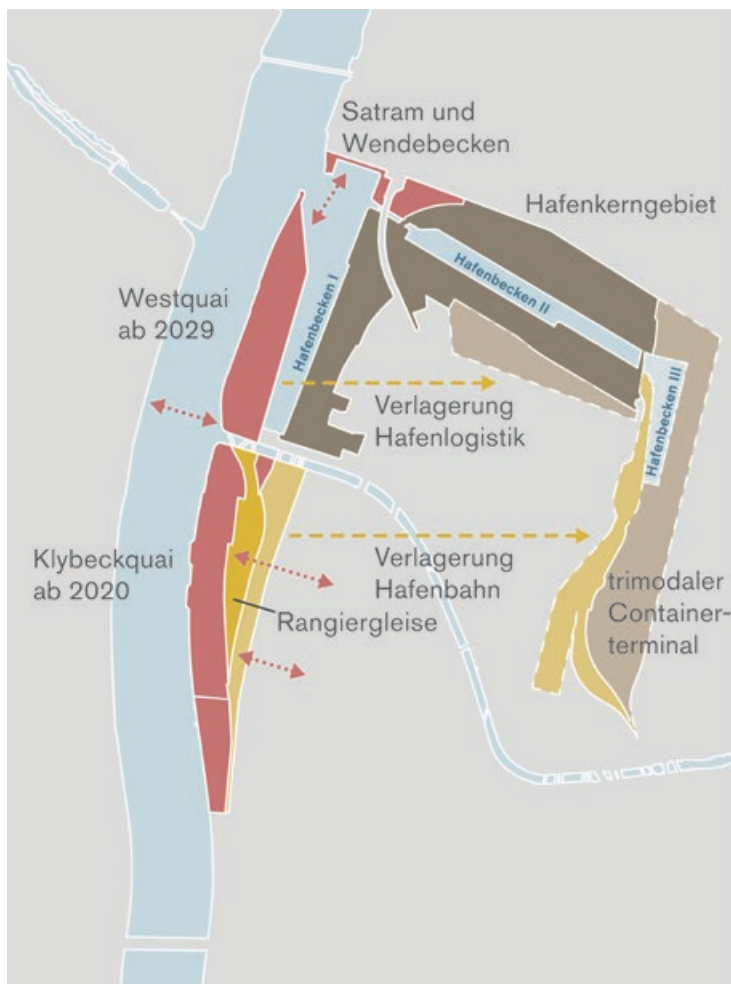 Satram und
Wendebecken
Hafenkerngebiet
Hafenbecken I
Hafenbecken II
Westquai
ab 2029
Hafenbecken III
Verlagerung
Hafenlogistik
Klybeckquai
ab 2020
Verlagerung
Hafenbahn
Rangiergleise
trimodaler
Container-
terminal